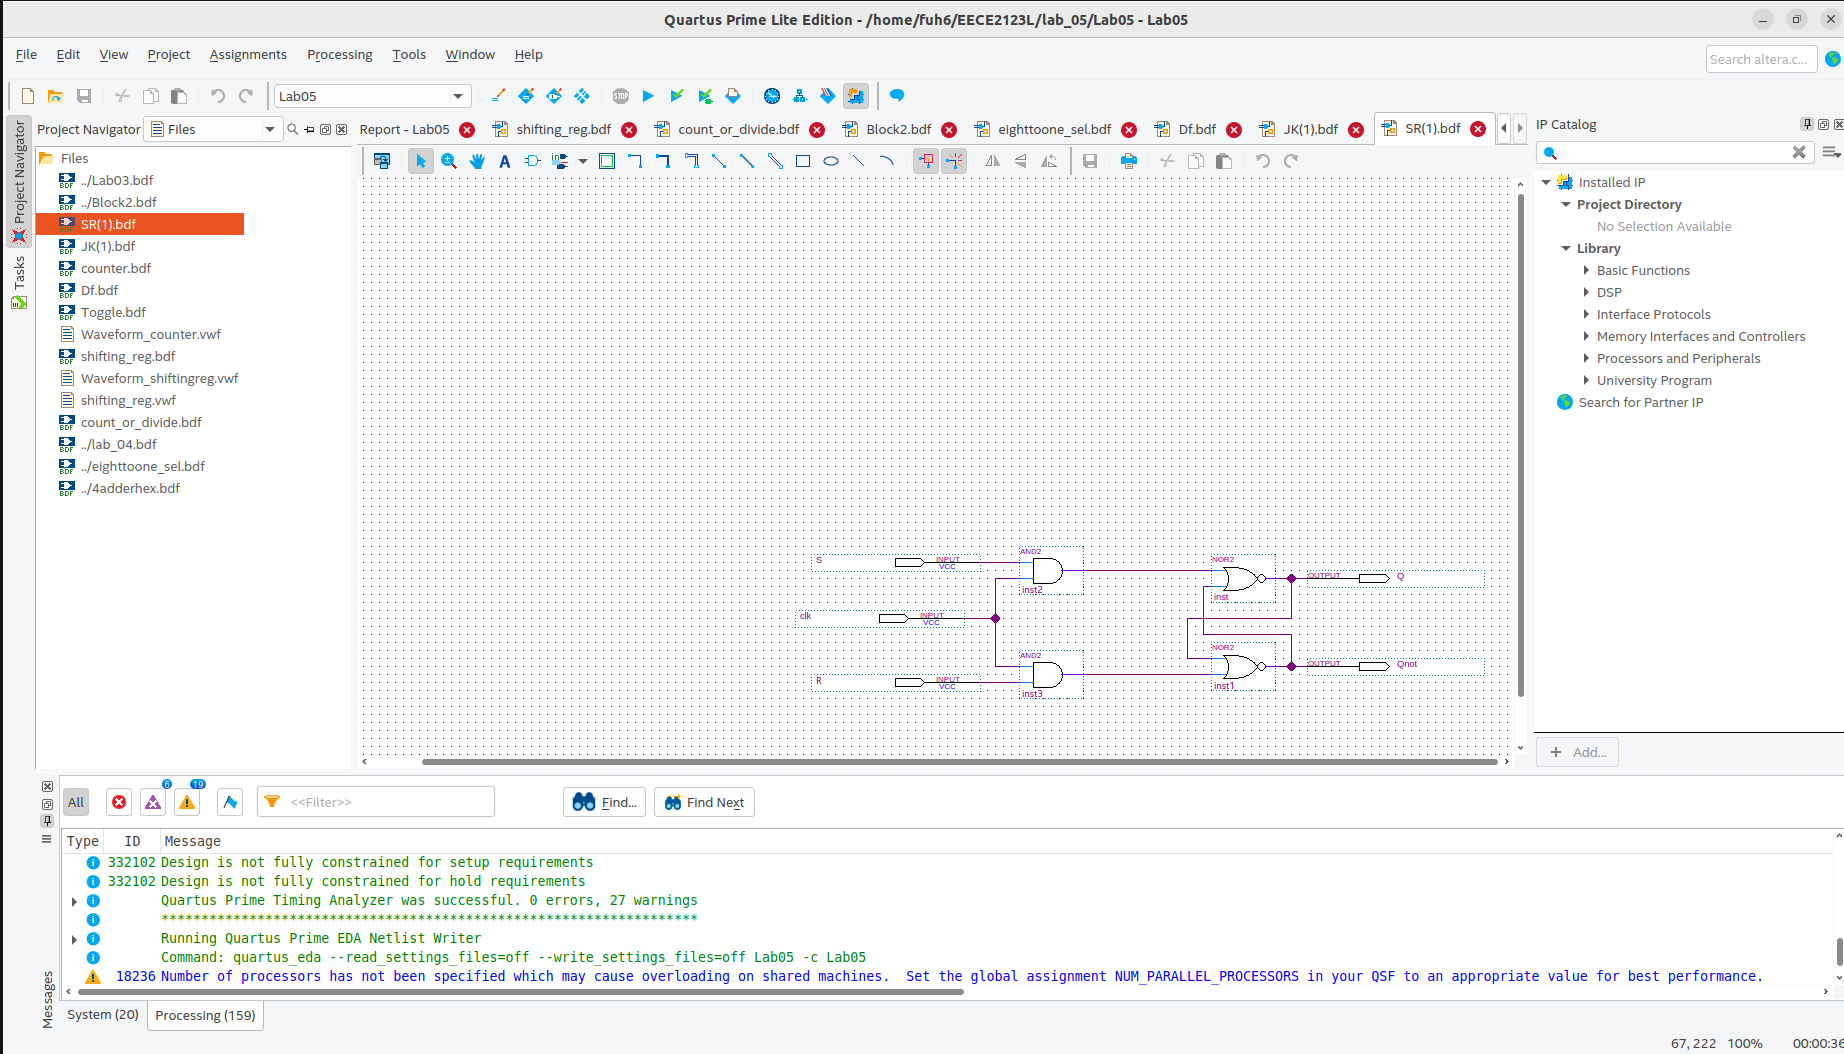 Quartus Prime Lite Edition - /home/fuh6/EECE2123L/lab_05/Lab05 - Lab05
File Edit View Project Assignments Processing Tools Window Help
Search altera.c...
STOP
Lab05
Project Navigator
Tasks
Project Navigator Files
Files
../Lab03.bdf
../Block2.bdf
SR(1).bdf
JK(1).bdf
counter.bdf
Df.bdf
Toggle.bdf
Waveform_counter.vwf
shifting_reg.bdf
Waveform_shiftingreg.vwf
shifting_reg.vwf
count_or_divide.bdf
../lab_04.bdf
../eighttoone_sel.bdf
../4adderhex.bdf
Report - Lab05 shifting_reg.bdf count_or_divide.bdf Block2.bdf eighttoone_sel.bdf Df.bdf JK(1).bdf SR(1).bdf
S INPUT VCC
AND2
inst2
clk INPUT VCC
R INPUT VCC
AND2
inst3
NOR2
inst
OUTPUT Q
NOR2
inst1
OUTPUT Qnot
IP Catalog
Installed IP
Project Directory
No Selection Available
Library
Basic Functions
DSP
Interface Protocols
Memory Interfaces and Controllers
Processors and Peripherals
University Program
Search for Partner IP
+ Add...
Messages
All 6 19 <<Filter>> Find... Find Next
Type ID Message
332102 Design is not fully constrained for setup requirements
332102 Design is not fully constrained for hold requirements
Quartus Prime Timing Analyzer was successful. 0 errors, 27 warnings
*******************************************************************
Running Quartus Prime EDA Netlist Writer
Command: quartus_eda --read_settings_files=off --write_settings_files=off Lab05 -c Lab05
18236 Number of processors has not been specified which may cause overloading on shared machines.  Set the global assignment NUM_PARALLEL_PROCESSORS in your QSF to an appropriate value for best performance.
System (20) Processing (159)
67, 222 100% 00:00:36